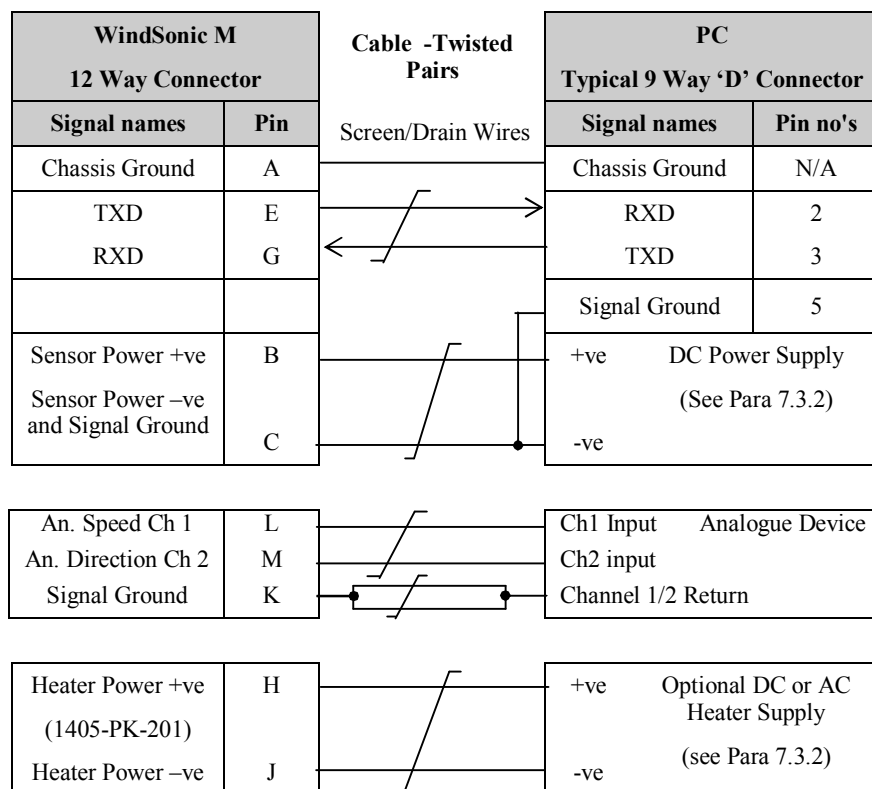 WindSonic M
12 Way Connector
Cable -Twisted
Pairs
PC
Typical 9 Way ‘D’ Connector
Signal names Pin
Screen/Drain Wires
Signal names Pin no's
Chassis Ground A
Chassis Ground N/A
TXD E
RXD 2
RXD G
TXD 3
Signal Ground 5
Sensor Power +ve B
+ve DC Power Supply
Sensor Power –ve
and Signal Ground
C
(See Para 7.3.2)
-ve
An. Speed Ch 1 L
Ch1 Input Analogue Device
An. Direction Ch 2 M
Ch2 input
Signal Ground K
Channel 1/2 Return
Heater Power +ve H
+ve Optional DC or AC
Heater Supply
(1405-PK-201)
(see Para 7.3.2)
Heater Power –ve J
-ve